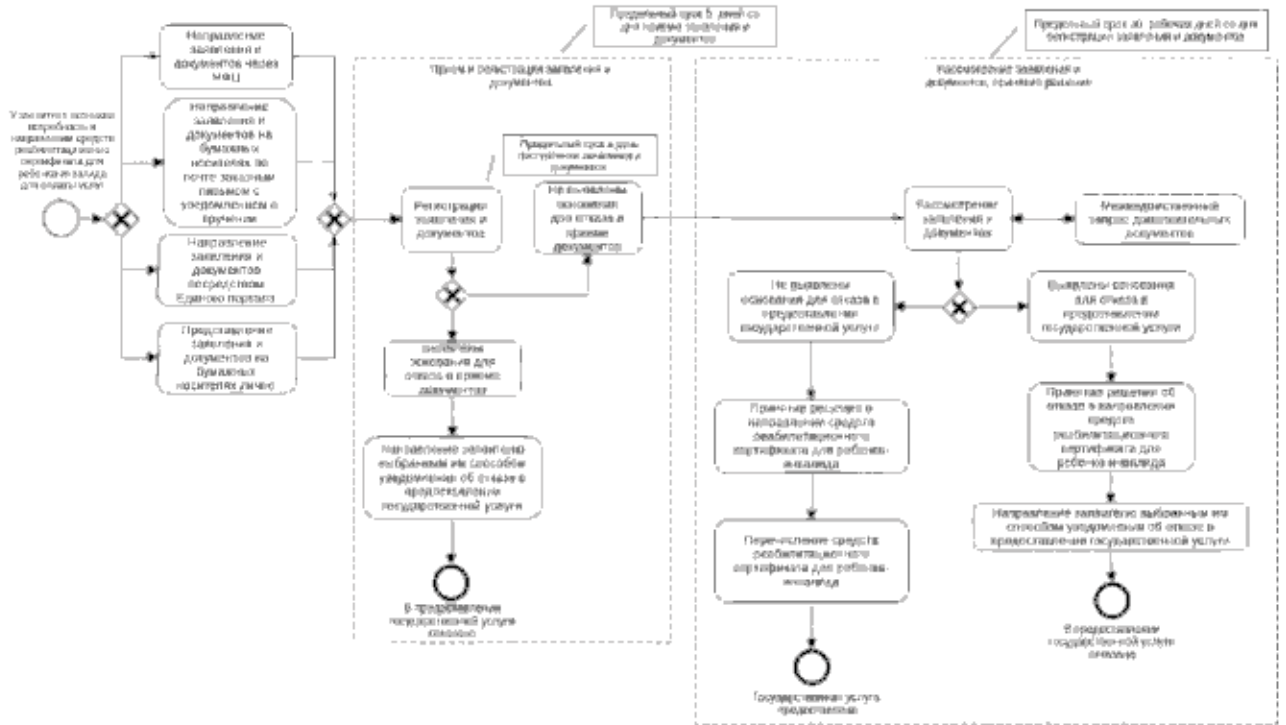 Направление
заявления и
документов через
МФЦ
Направление
заявления и
документов на
бумажных
носителях по
почте заказным
письмом с
уведомлением о
вручении
Направление
заявления и
документов
посредством
Единого портала
Представление
заявления и
документов на
бумажных
носителях лично
Предельный срок 5 дней со
дня приема заявления и
документов
Прием и регистрация заявления и
документов
Регистрация
заявления и
документов
Не выявлены
основания
для отказа в
приеме
документов
Выявлены
основания для
отказа в приеме
документов
Направление заявителю
выбранным им способом
уведомления об отказе в
предоставлении
государственной услуги
В предоставлении
государственной услуги
отказано
Предельный срок рабочих дней со дня
регистрации заявления и документов
Рассмотрение заявления и
документов, принятие решения
Рассмотрение
заявления и
документов
Межведомственный
запрос дополнительных
документов
Не выявлены
основания для отказа в
предоставлении
государственной услуги
Выявлены основания
для отказа в
предоставлении
государственной услуги
Принятие решения о
направлении средств
реабилитационного
сертификата для ребенка-
инвалида
Принятие решения об
отказе в направлении
средств
реабилитационного
сертификата для
ребенка-инвалида
Перечисление средств
реабилитационного
сертификата для ребенка-
инвалида
Направление заявителю выбранным им
способом уведомления об отказе в
предоставлении государственной услуги
Государственная услуга
предоставлена
В предоставлении
государственной услуги
отказано